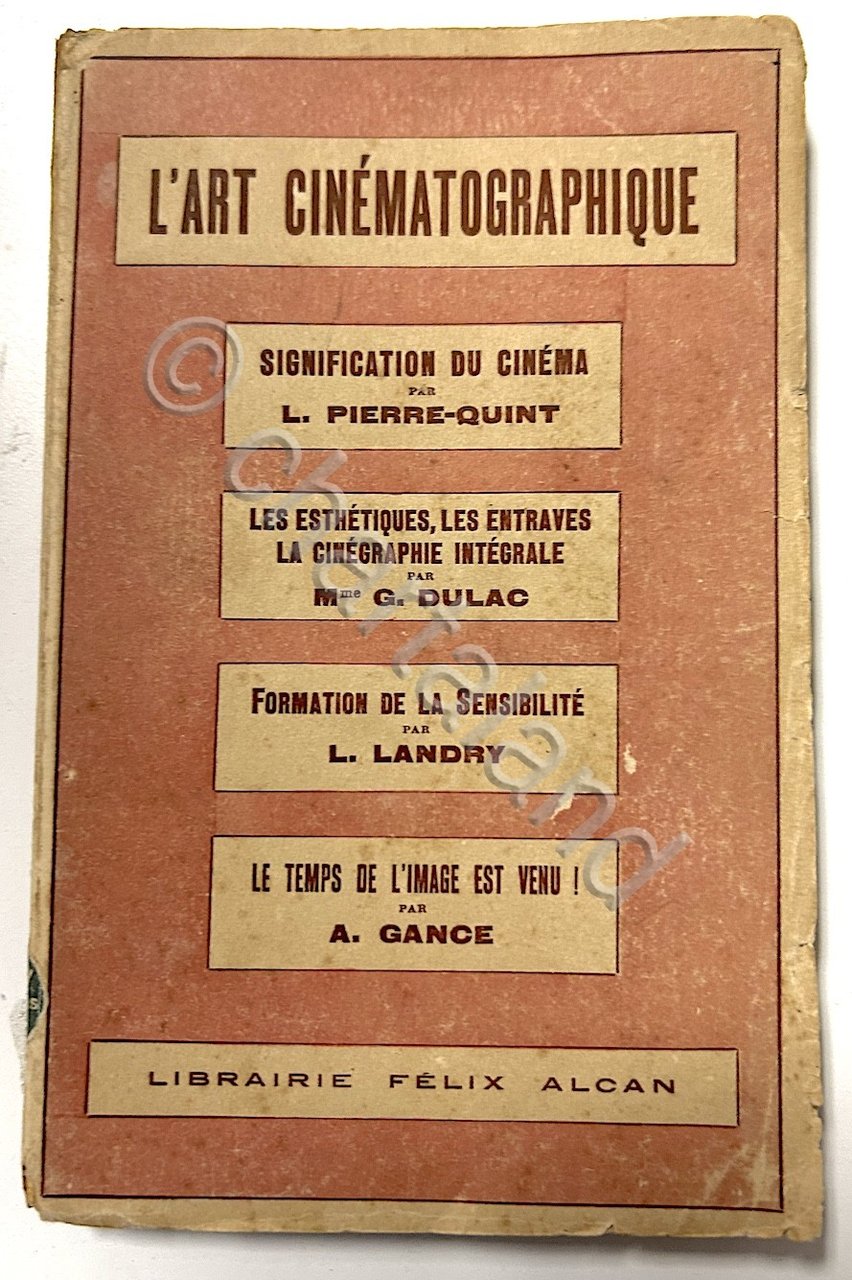 L'ART CINÉMATOGRAPHIQUE
SIGNIFICATION DU CINÉMA
PAR
L. PIERRE-QUINT
LES ESTHÉTIQUES, LES ENTRAVES
LA CINÉGRAPHIE INTÉGRALE
PAR
Mme G. DULAC
FORMATION DE LA SENSIBILITÉ
PAR
L. LANDRY
LE TEMPS DE L'IMAGE EST VENU !
PAR
A. GANCE
LIBRAIRIE FÉLIX ALCAN
© chartaland
S